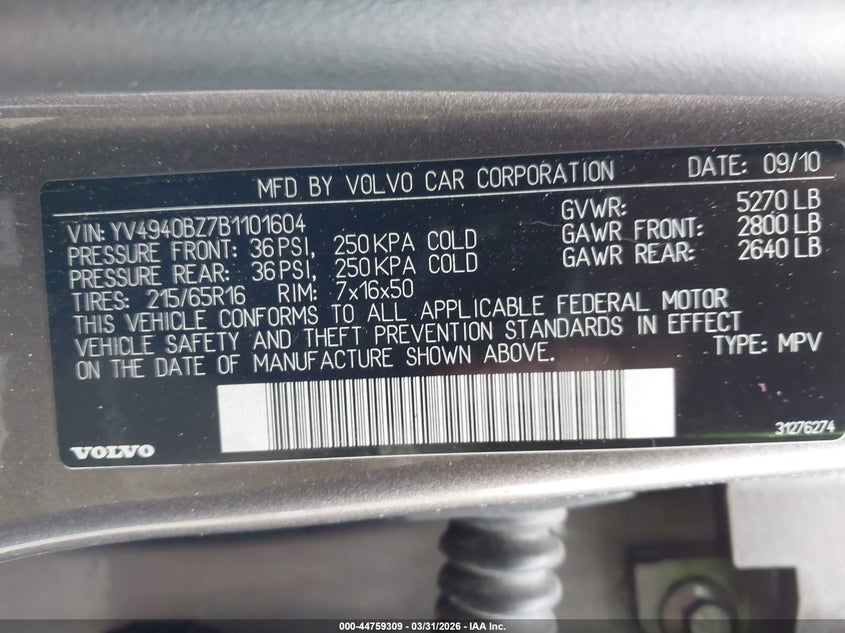 MFD BY VOLVO CAR CORPORATION DATE: 09/10
VIN: YV4940BZ7B1101604 GVWR: 5270 LB
PRESSURE FRONT: 36 PSI, 250 KPA COLD GAWR FRONT: 2800 LB
PRESSURE REAR: 36 PSI, 250 KPA COLD GAWR REAR: 2640 LB
TIRES: 215/65R16 RIM: 7x16x50
THIS VEHICLE CONFORMS TO ALL APPLICABLE FEDERAL MOTOR
VEHICLE SAFETY AND THEFT PREVENTION STANDARDS IN EFFECT
ON THE DATE OF MANUFACTURE SHOWN ABOVE. TYPE: MPV
VOLVO 31276274
000-44759309 - 03/31/2026 - IAA Inc.